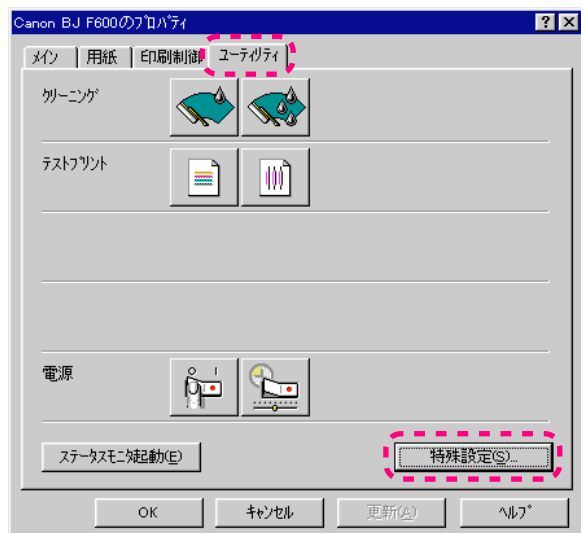 Canon BJ F600のﾌﾟﾛﾊﾟﾃｨ
ﾒｲﾝ 用紙 印刷制御 ﾕｰﾃｨﾘﾃｨ
ｸﾘｰﾆﾝｸﾞ
ﾃｽﾄﾌﾟﾘﾝﾄ
電源
ｽﾃｰﾀｽﾓﾆﾀ起動(E) 特殊設定(S)...
OK ｷｬﾝｾﾙ 更新(A) ﾍﾙﾌﾟ